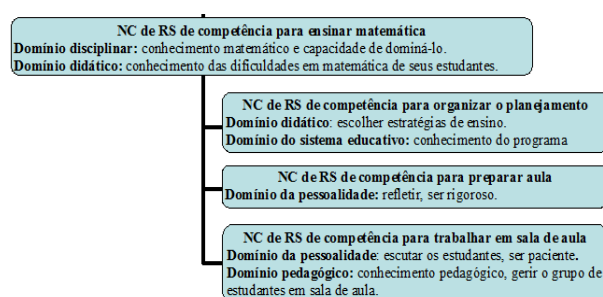 NC de RS de competência para ensinar matemática
Domínio disciplinar: conhecimento matemático e capacidade de dominá-lo.
Domínio didático: conhecimento das dificuldades em matemática de seus estudantes.
NC de RS de competência para organizar o planejamento
Domínio didático: escolher estratégias de ensino.
Domínio do sistema educativo: conhecimento do programa
NC de RS de competência para preparar aula
Domínio da pessoalidade: refletir, ser rigoroso.
NC de RS de competência para trabalhar em sala de aula
Domínio da pessoalidade: escutar os estudantes, ser paciente.
Domínio pedagógico: conhecimento pedagógico, gerir o grupo de
estudantes em sala de aula.